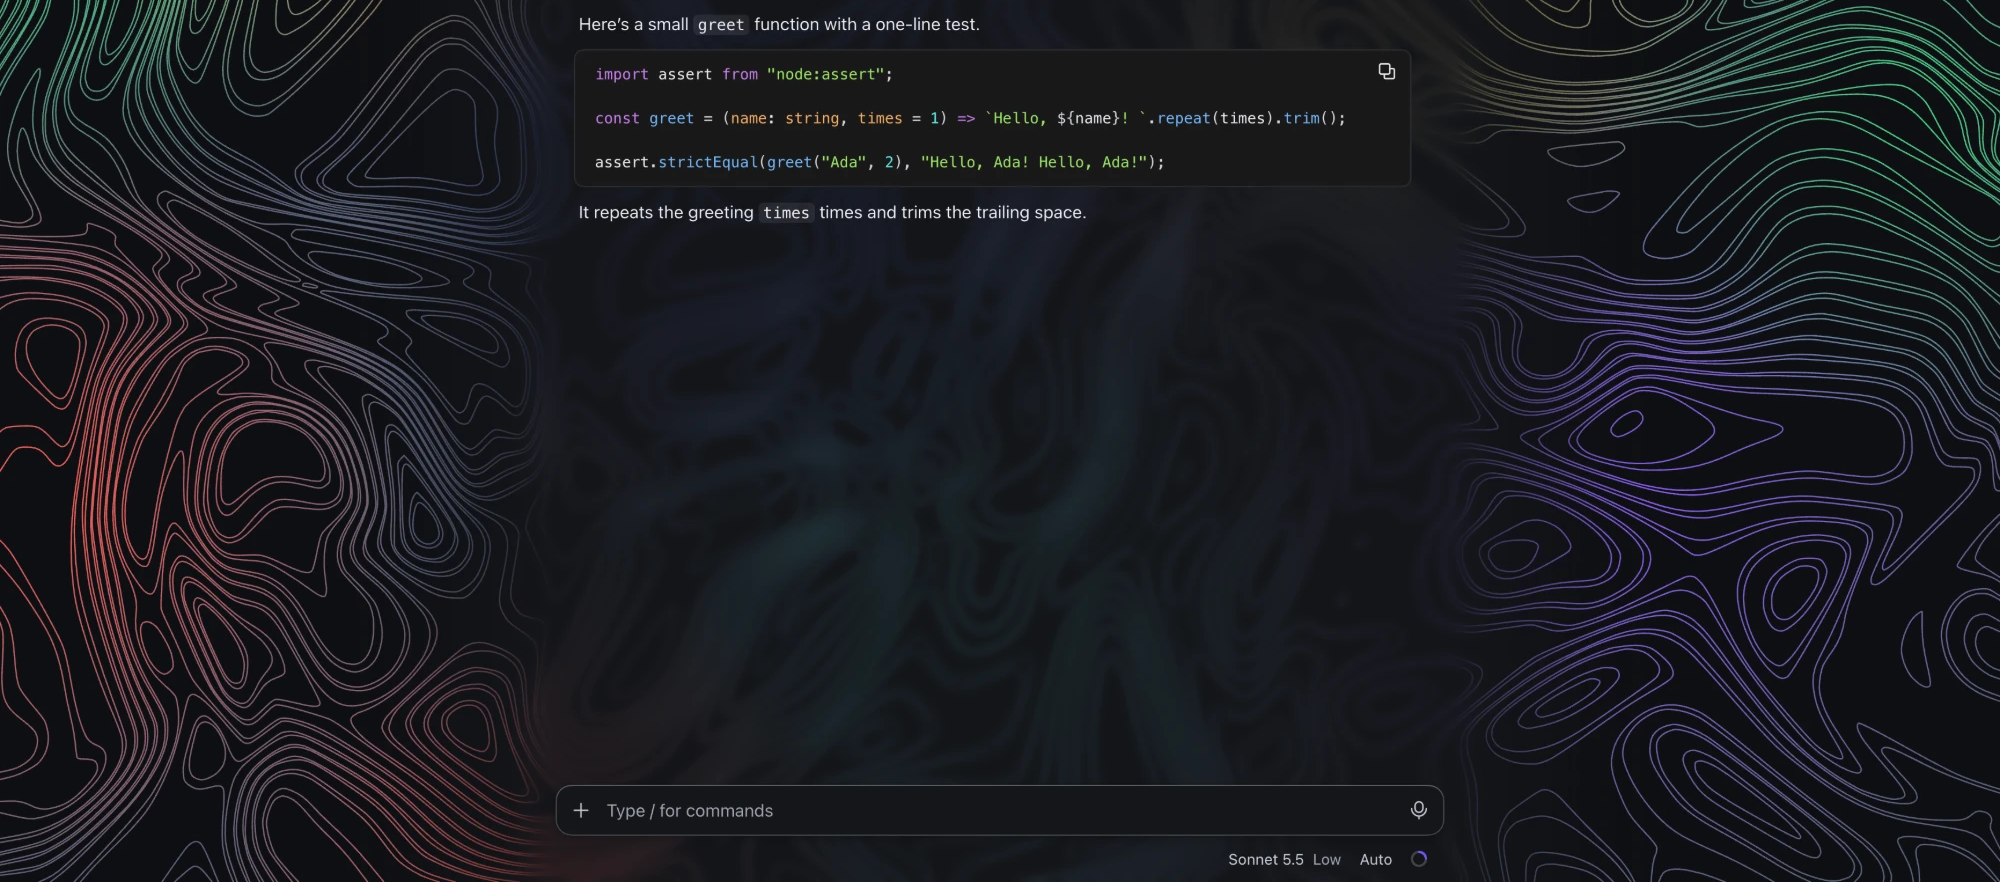 Here’s a small greet function with a one-line test.
import assert from "node:assert";
const greet = (name: string, times = 1) => `Hello, ${name}! `.repeat(times).trim();
assert.strictEqual(greet("Ada", 2), "Hello, Ada! Hello, Ada!");
It repeats the greeting times times and trims the trailing space.
Type / for commands
Sonnet 5.5 Low Auto